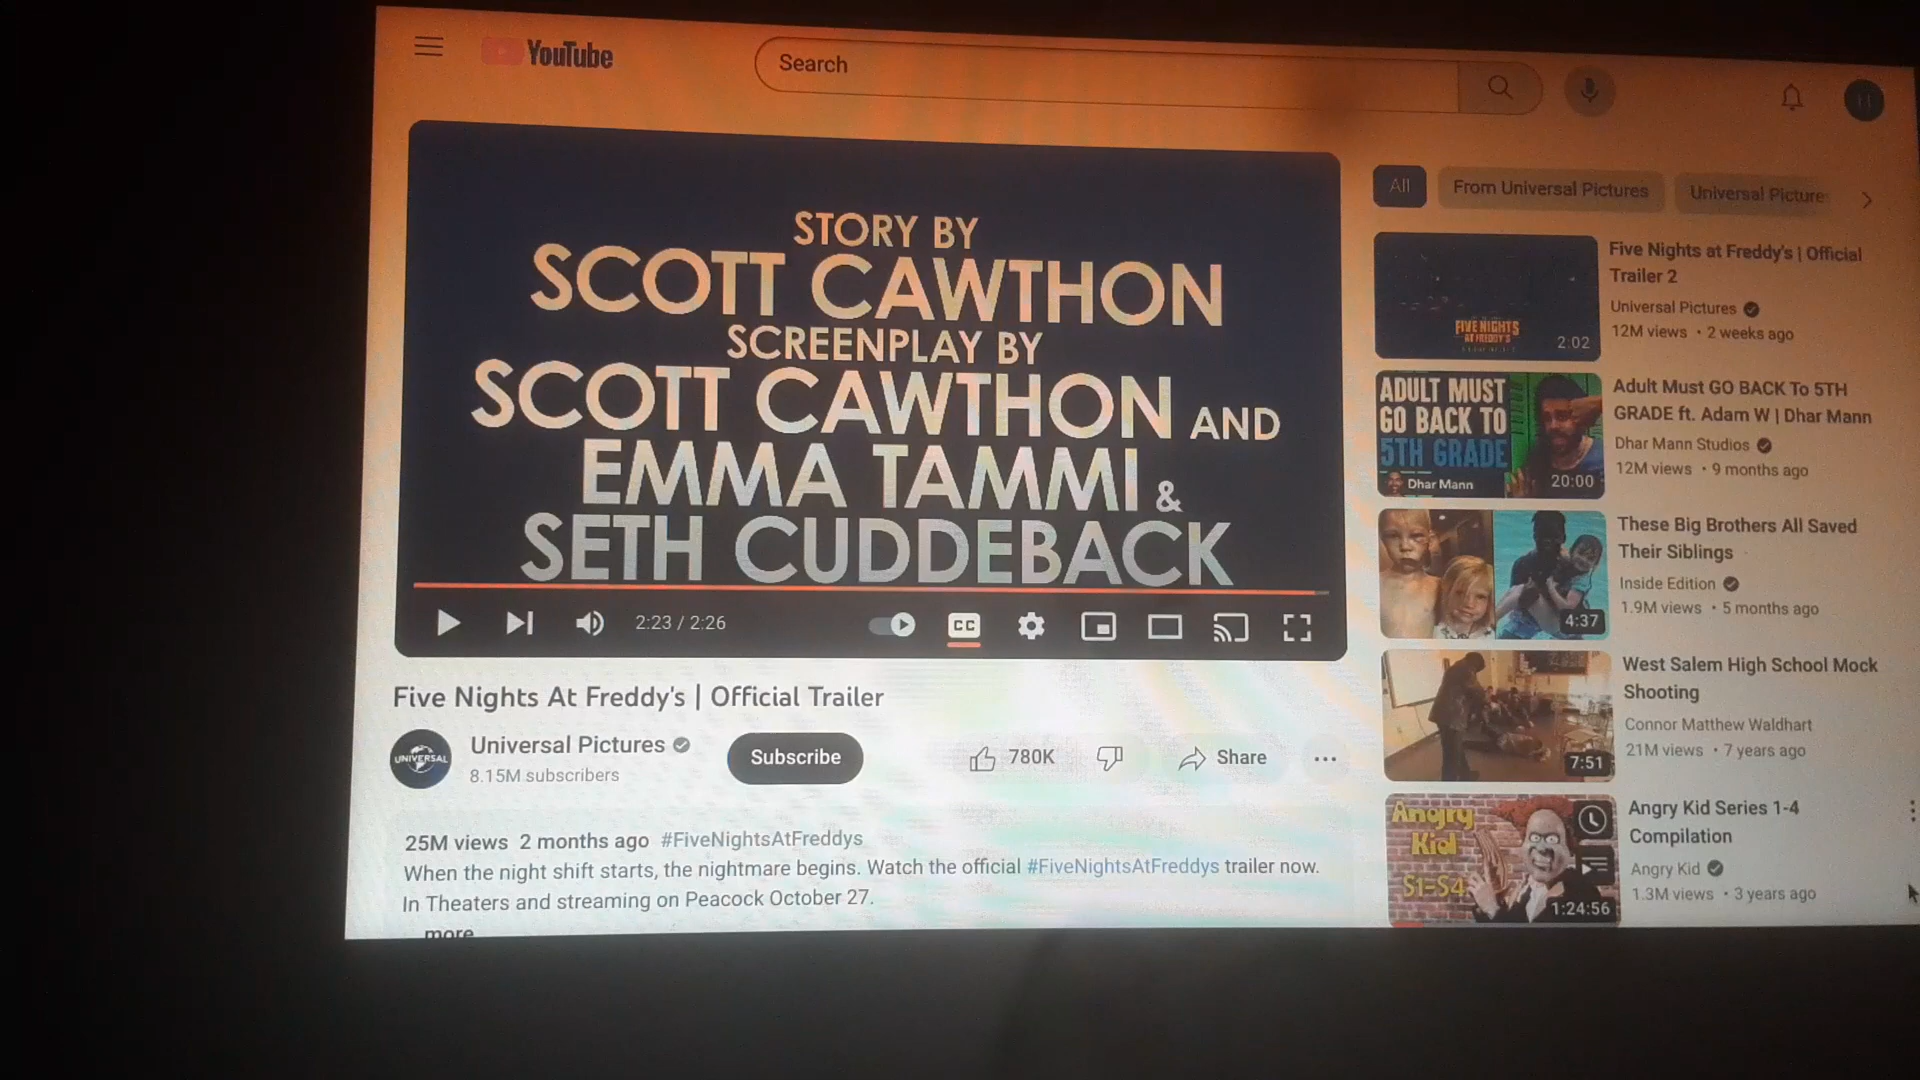 YouTube
Search
STORY BY
SCOTT CAWTHON
SCREENPLAY BY
SCOTT CAWTHON AND
EMMA TAMMI &
SETH CUDDEBACK
2:23 / 2:26
CC
Five Nights At Freddy's | Official Trailer
UNIVERSAL
Universal Pictures
8.15M subscribers
Subscribe
780K
Share
25M views 2 months ago #FiveNightsAtFreddys
When the night shift starts, the nightmare begins. Watch the official #FiveNightsAtFreddys trailer now.
In Theaters and streaming on Peacock October 27.
more
All
From Universal Pictures
Universal Picture
FIVE NIGHTS
AT FREDDY'S
2:02
Five Nights at Freddy's | Official
Trailer 2
Universal Pictures
12M views • 2 weeks ago
ADULT MUST
GO BACK TO
5TH GRADE
Dhar Mann
20:00
Adult Must GO BACK To 5TH
GRADE ft. Adam W | Dhar Mann
Dhar Mann Studios
12M views • 9 months ago
4:37
These Big Brothers All Saved
Their Siblings
Inside Edition
1.9M views • 5 months ago
7:51
West Salem High School Mock
Shooting
Connor Matthew Waldhart
21M views • 7 years ago
Angry
Kid
S1-S4
1:24:56
Angry Kid Series 1-4
Compilation
Angry Kid
1.3M views • 3 years ago